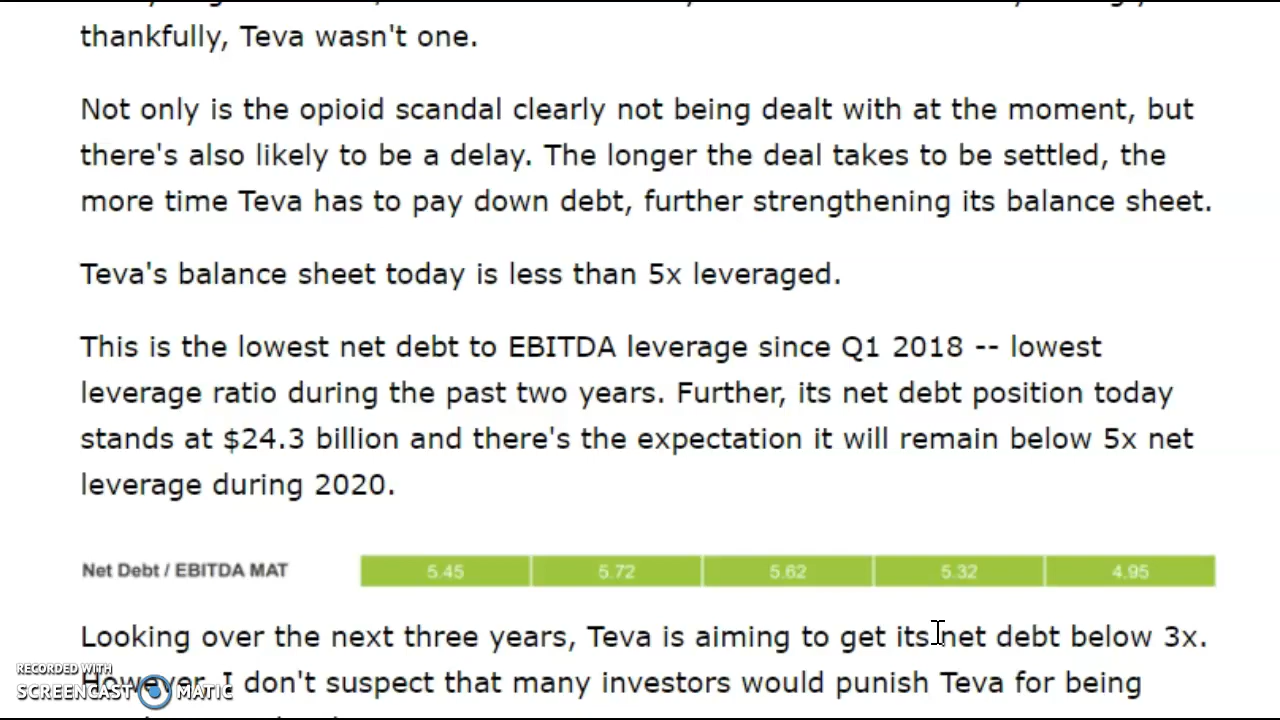 thankfully, Teva wasn't one.
Not only is the opioid scandal clearly not being dealt with at the moment, but
there's also likely to be a delay. The longer the deal takes to be settled, the
more time Teva has to pay down debt, further strengthening its balance sheet.
Teva's balance sheet today is less than 5x leveraged.
This is the lowest net debt to EBITDA leverage since Q1 2018 -- lowest
leverage ratio during the past two years. Further, its net debt position today
stands at $24.3 billion and there's the expectation it will remain below 5x net
leverage during 2020.
Net Debt / EBITDA MAT 5.45 5.72 5.62 5.32 4.95
Looking over the next three years, Teva is aiming to get its net debt below 3x.
However, I don't suspect that many investors would punish Teva for being
RECORDED WITH
SCREENCAST MATIC